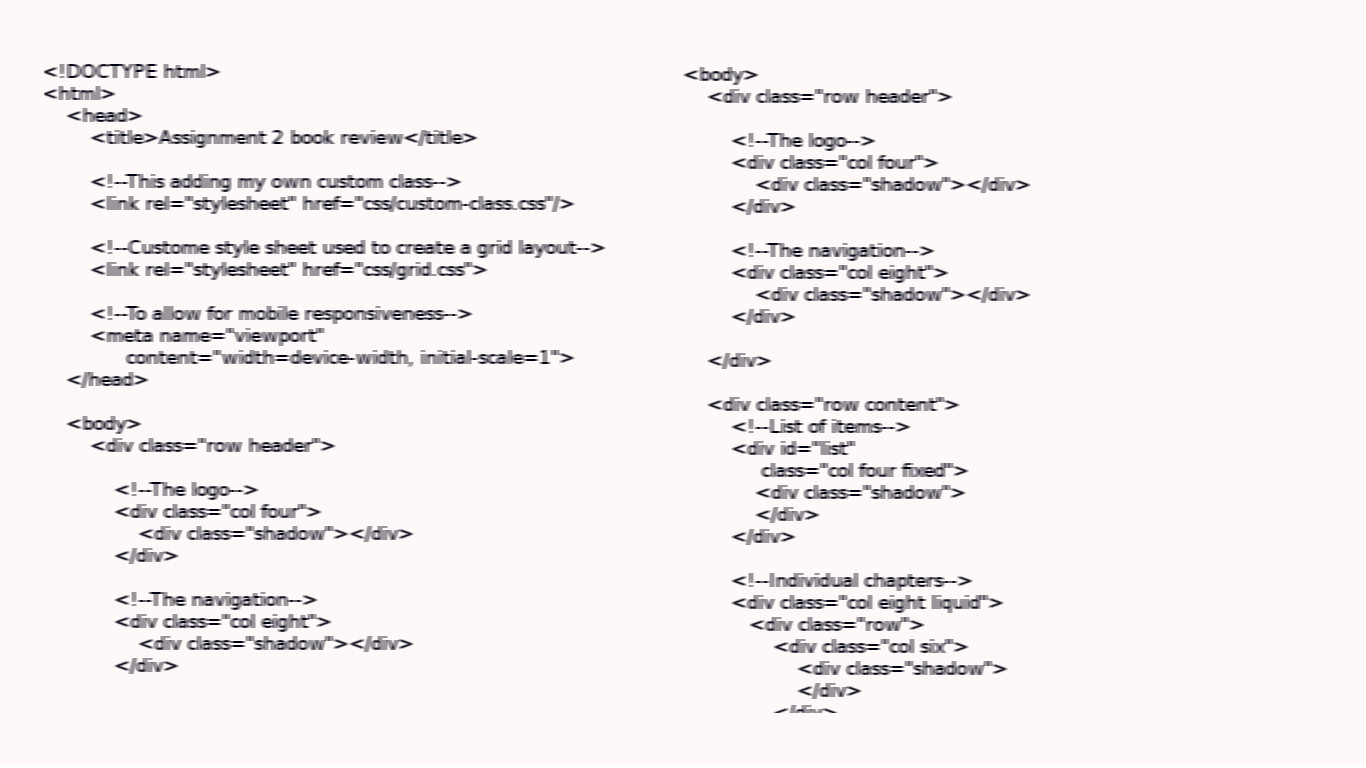 <!DOCTYPE html>
<html>
<head>
<title>Assignment 2 book review</title>
<!--This adding my own custom class-->
<link rel="stylesheet" href="css/custom-class.css"/>
<!--Custome style sheet used to create a grid layout-->
<link rel="stylesheet" href="css/grid.css">
<!--To allow for mobile responsiveness-->
<meta name="viewport"
content="width=device-width, initial-scale=1">
</head>
<body>
<div class="row header">
<!--The logo-->
<div class="col four">
<div class="shadow"></div>
</div>
<!--The navigation-->
<div class="col eight">
<div class="shadow"></div>
</div>
<body>
<div class="row header">
<!--The logo-->
<div class="col four">
<div class="shadow"></div>
</div>
<!--The navigation-->
<div class="col eight">
<div class="shadow"></div>
</div>
</div>
<div class="row content">
<!--List of items-->
<div id="list"
class="col four fixed">
<div class="shadow">
</div>
</div>
<!--Individual chapters-->
<div class="col eight liquid">
<div class="row">
<div class="col six">
<div class="shadow">
</div>
</div>